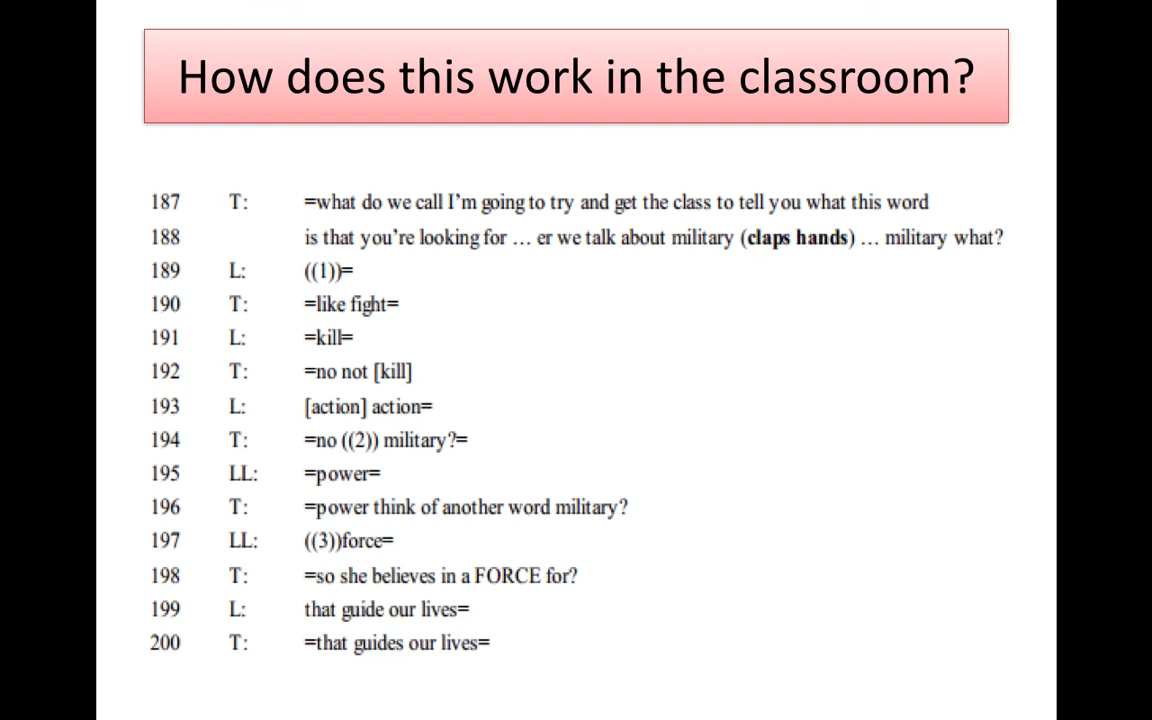 How does this work in the classroom?
187 T: =what do we call I'm going to try and get the class to tell you what this word
188 is that you're looking for … er we talk about military (claps hands) … military what?
189 L: ((1))=
190 T: =like fight=
191 L: =kill=
192 T: =no not [kill]
193 L: [action] action=
194 T: =no ((2)) military?=
195 LL: =power=
196 T: =power think of another word military?
197 LL: ((3))force=
198 T: =so she believes in a FORCE for?
199 L: that guide our lives=
200 T: =that guides our lives=